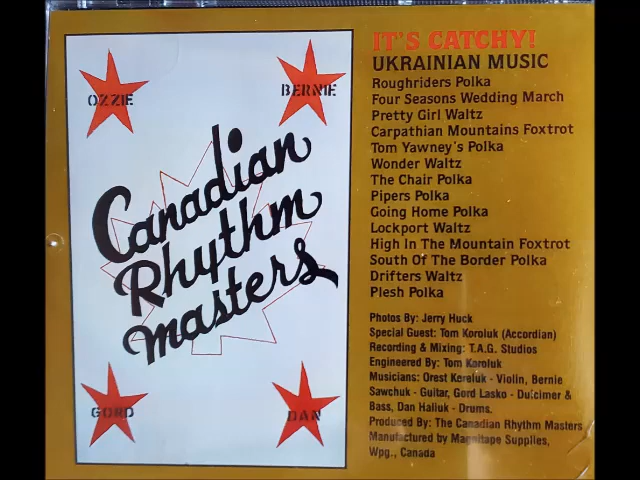 OZZIE
BERNIE
Canadian
Rhythm
Masters
GORD
DAN
IT'S CATCHY!
UKRAINIAN MUSIC
Roughriders Polka
Four Seasons Wedding March
Pretty Girl Waltz
Carpathian Mountains Foxtrot
Tom Yawney's Polka
Wonder Waltz
The Chair Polka
Pipers Polka
Going Home Polka
Lockport Waltz
High In The Mountain Foxtrot
South Of The Border Polka
Drifters Waltz
Plesh Polka
Photos By: Jerry Huck
Special Guest: Tom Koroluk (Accordian)
Recording & Mixing: T.A.G. Studios
Engineered By: Tom Koroluk
Musicians: Orest Kereluk - Violin, Bernie
Sawchuk - Guitar, Gord Lasko - Dulcimer &
Bass, Dan Haliuk - Drums.
Produced By: The Canadian Rhythm Masters
Manufactured by Magnitape Supplies,
Wpg., Canada